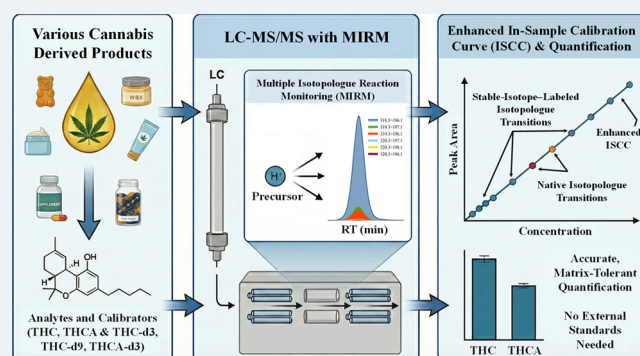 Various Cannabis
Derived Products
wax
SUPPLEMENT
OH
H
H
O
Analytes and Calibrators
(THC, THCA & THC-d3,
THC-d9, THCA-d3)
LC-MS/MS with MIRM
LC
Multiple Isotopologue Reaction
Monitoring (MIRM)
H+
Precursor
RT (min)
Enhanced In-Sample Calibration
Curve (ISCC) & Quantification
Peak Area
Stable-Isotope–Labeled
Isotopologue
Transitions
Enhanced
ISCC
Native Isotopologue
Transitions
Concentration
THC
THCA
Accurate,
Matrix-Tolerant
Quantification
No External
Standards
Needed